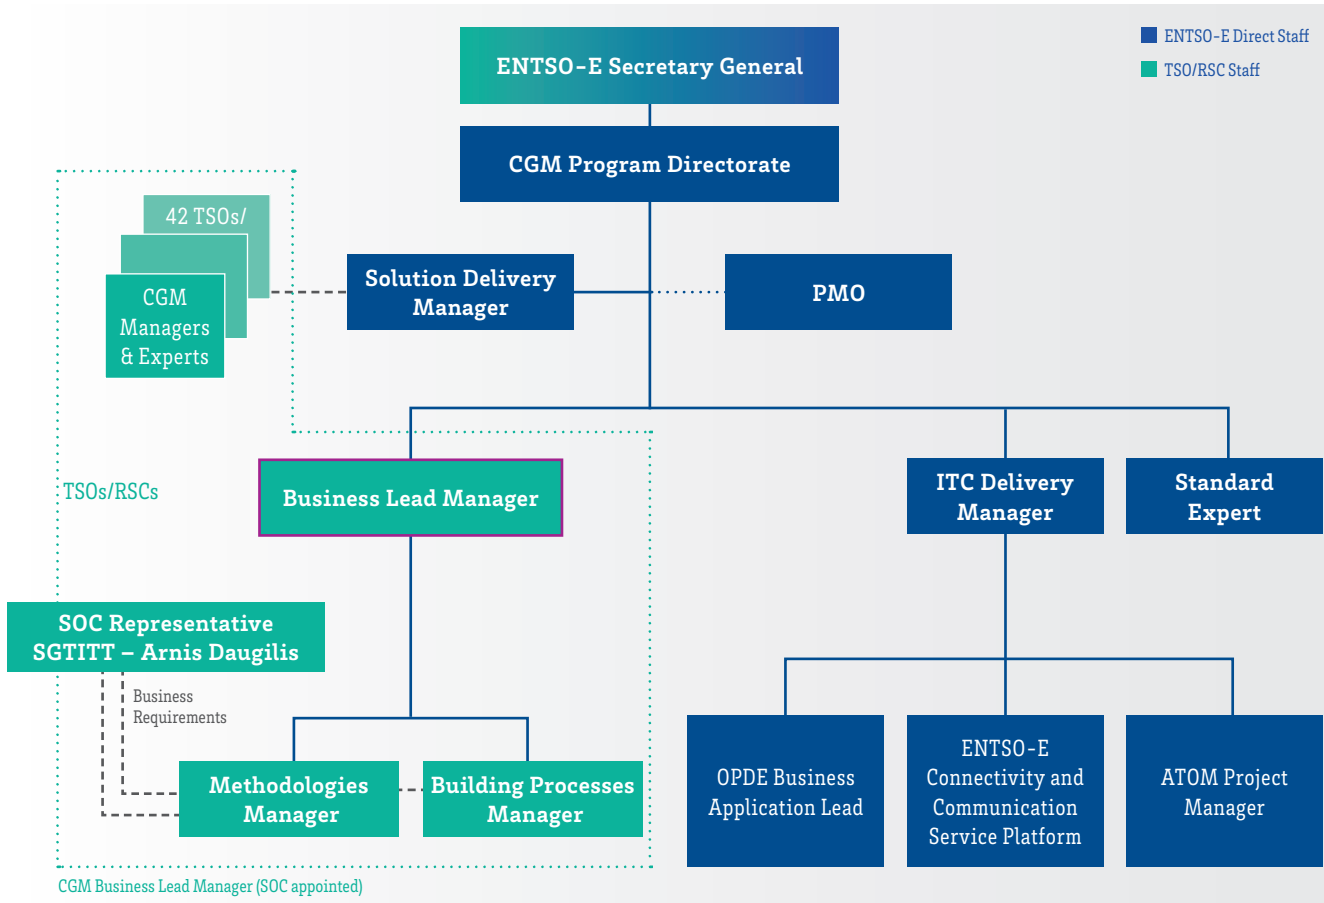 ENTSO-E Secretary General
ENTSO-E Direct Staff
TSO/RSC Staff
CGM Program Directorate
42 TSOs/
CGM
Managers
& Experts
Solution Delivery
Manager
PMO
TSOs/RSCs
Business Lead Manager
ITC Delivery
Manager
Standard
Expert
SOC Representative
SGTITT – Arnis Daugilis
Business
Requirements
Methodologies
Manager
Building Processes
Manager
OPDE Business
Application Lead
ENTSO-E
Connectivity and
Communication
Service Platform
ATOM Project
Manager
CGM Business Lead Manager (SOC appointed)